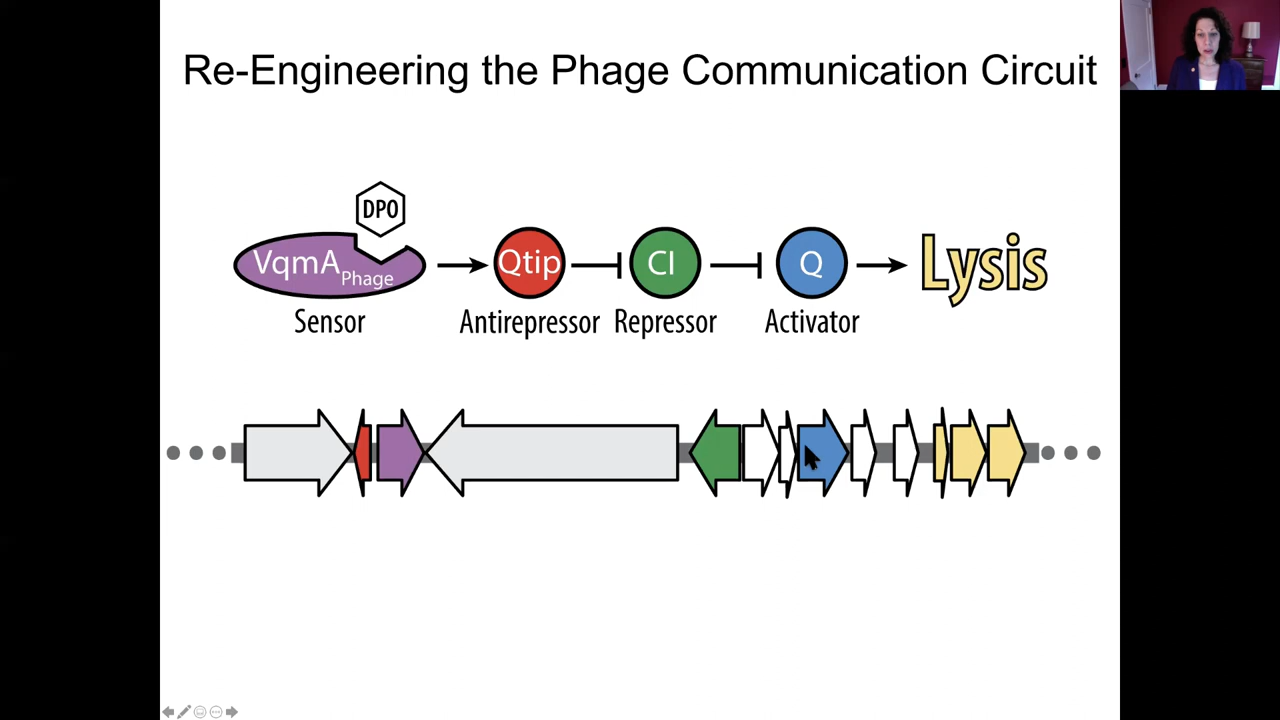 Re-Engineering the Phage Communication Circuit
DPO
VqmA Phage
Qtip
CI
Q
Lysis
Sensor
Antirepressor
Repressor
Activator